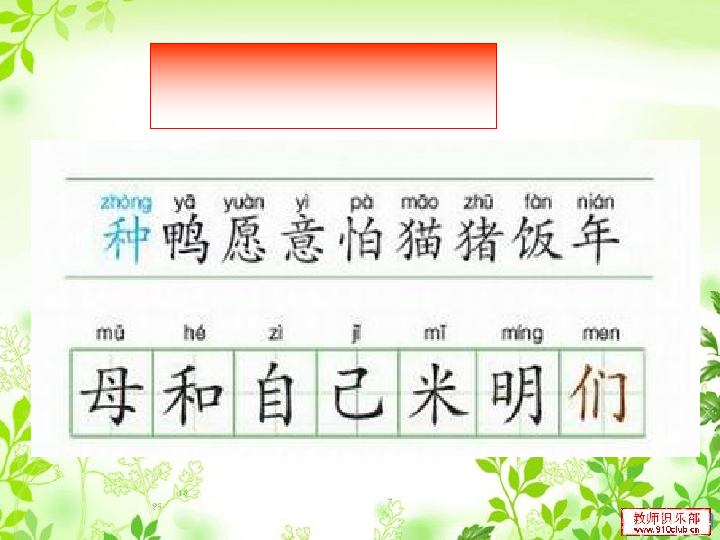 zhòng yā yuàn yì pà māo zhū fàn nián
种 鸭 愿 意 怕 猫 猪 饭 年
mǔ hé zì jǐ mǐ míng men
母 和 自 己 米 明 们
教师俱乐部
www.910club.cn